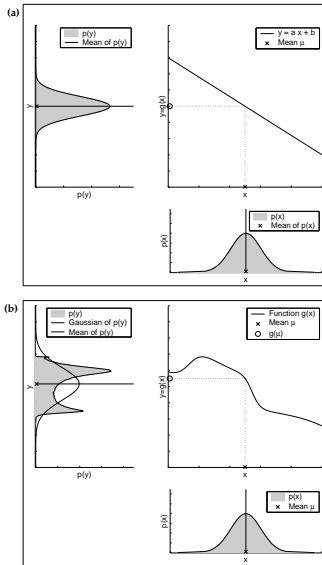 (a)
p(y)
Mean of p(y)
y
p(y)
y = a x + b
Mean μ
y=g(x)
x
p(x)
Mean of p(x)
p(x)
x
(b)
p(y)
Gaussian of p(y)
Mean of p(y)
y
p(y)
Function g(x)
Mean μ
g(μ)
y=g(x)
x
p(x)
Mean μ
p(x)
x